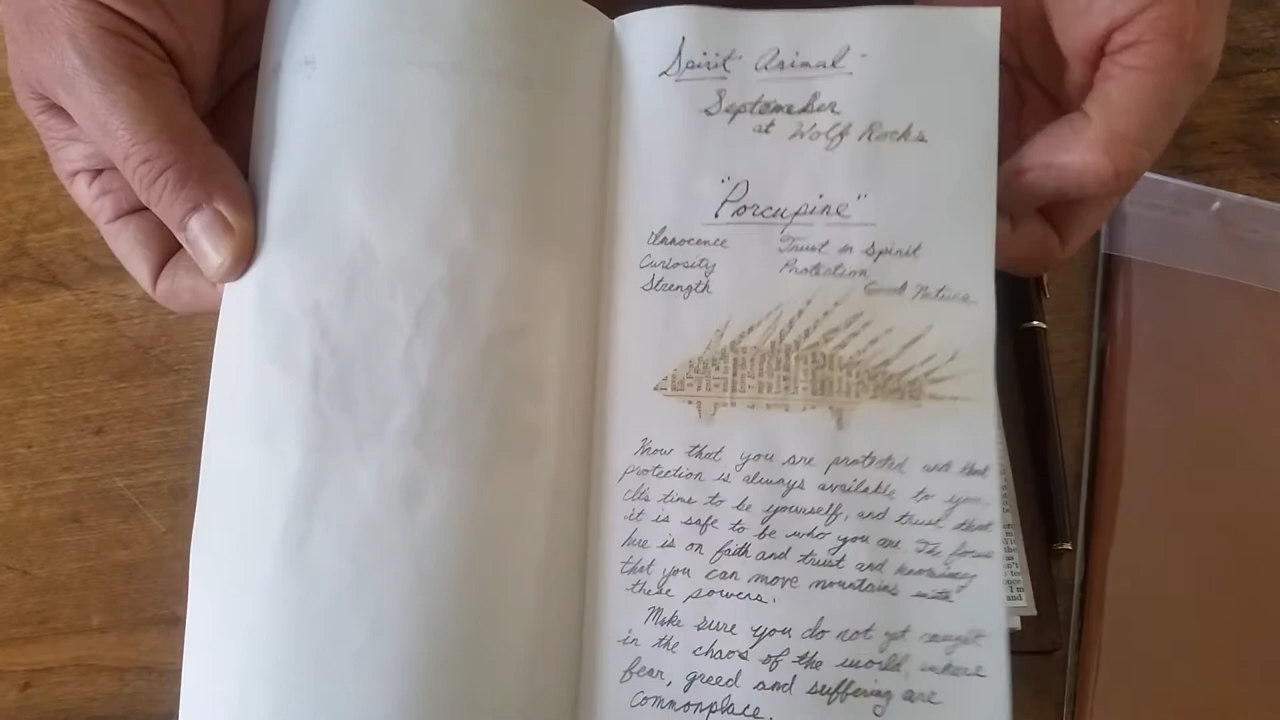 Spirit Animal -
September
at Wolf Rocks
"Porcupine"
Innocence
Curiosity
Strength
Trust in Spirit
Protection
Good Nature
Know that you are protected and that
protection is always available to you.
It's time to be yourself, and trust that
it is safe to be who you are. The focus
here is on faith and trust and knowing
that you can move mountains with
these powers.
Make sure you do not get caught
in the chaos of the world, where
fear, greed and suffering are
commonplace.